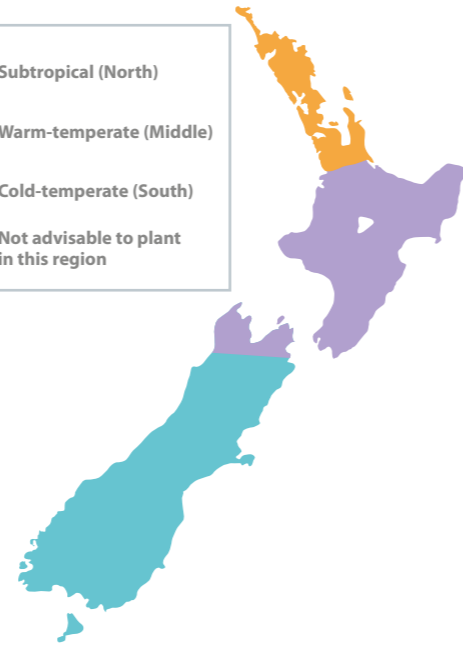 Subtropical (North)
Warm-temperate (Middle)
Cold-temperate (South)
Not advisable to plant
in this region